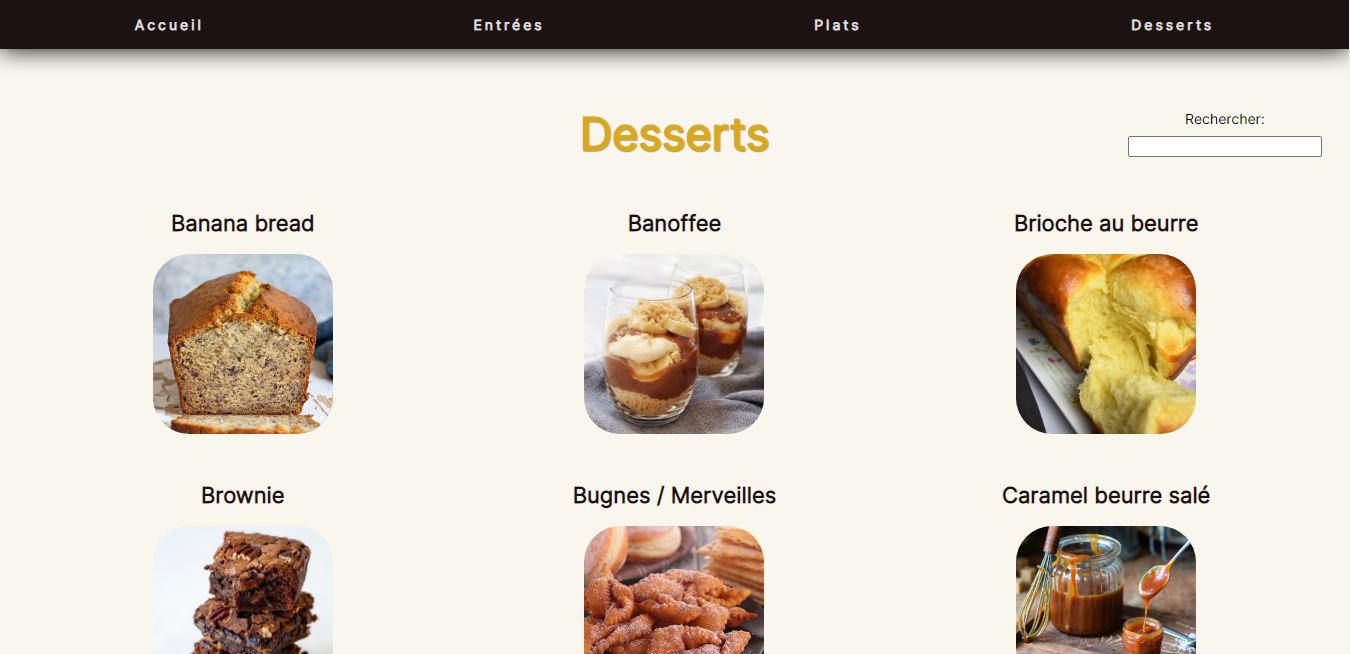 Accueil Entrées Plats Desserts
Desserts
Rechercher:
Banana bread Banoffee Brioche au beurre
Brownie Bugnes / Merveilles Caramel beurre salé